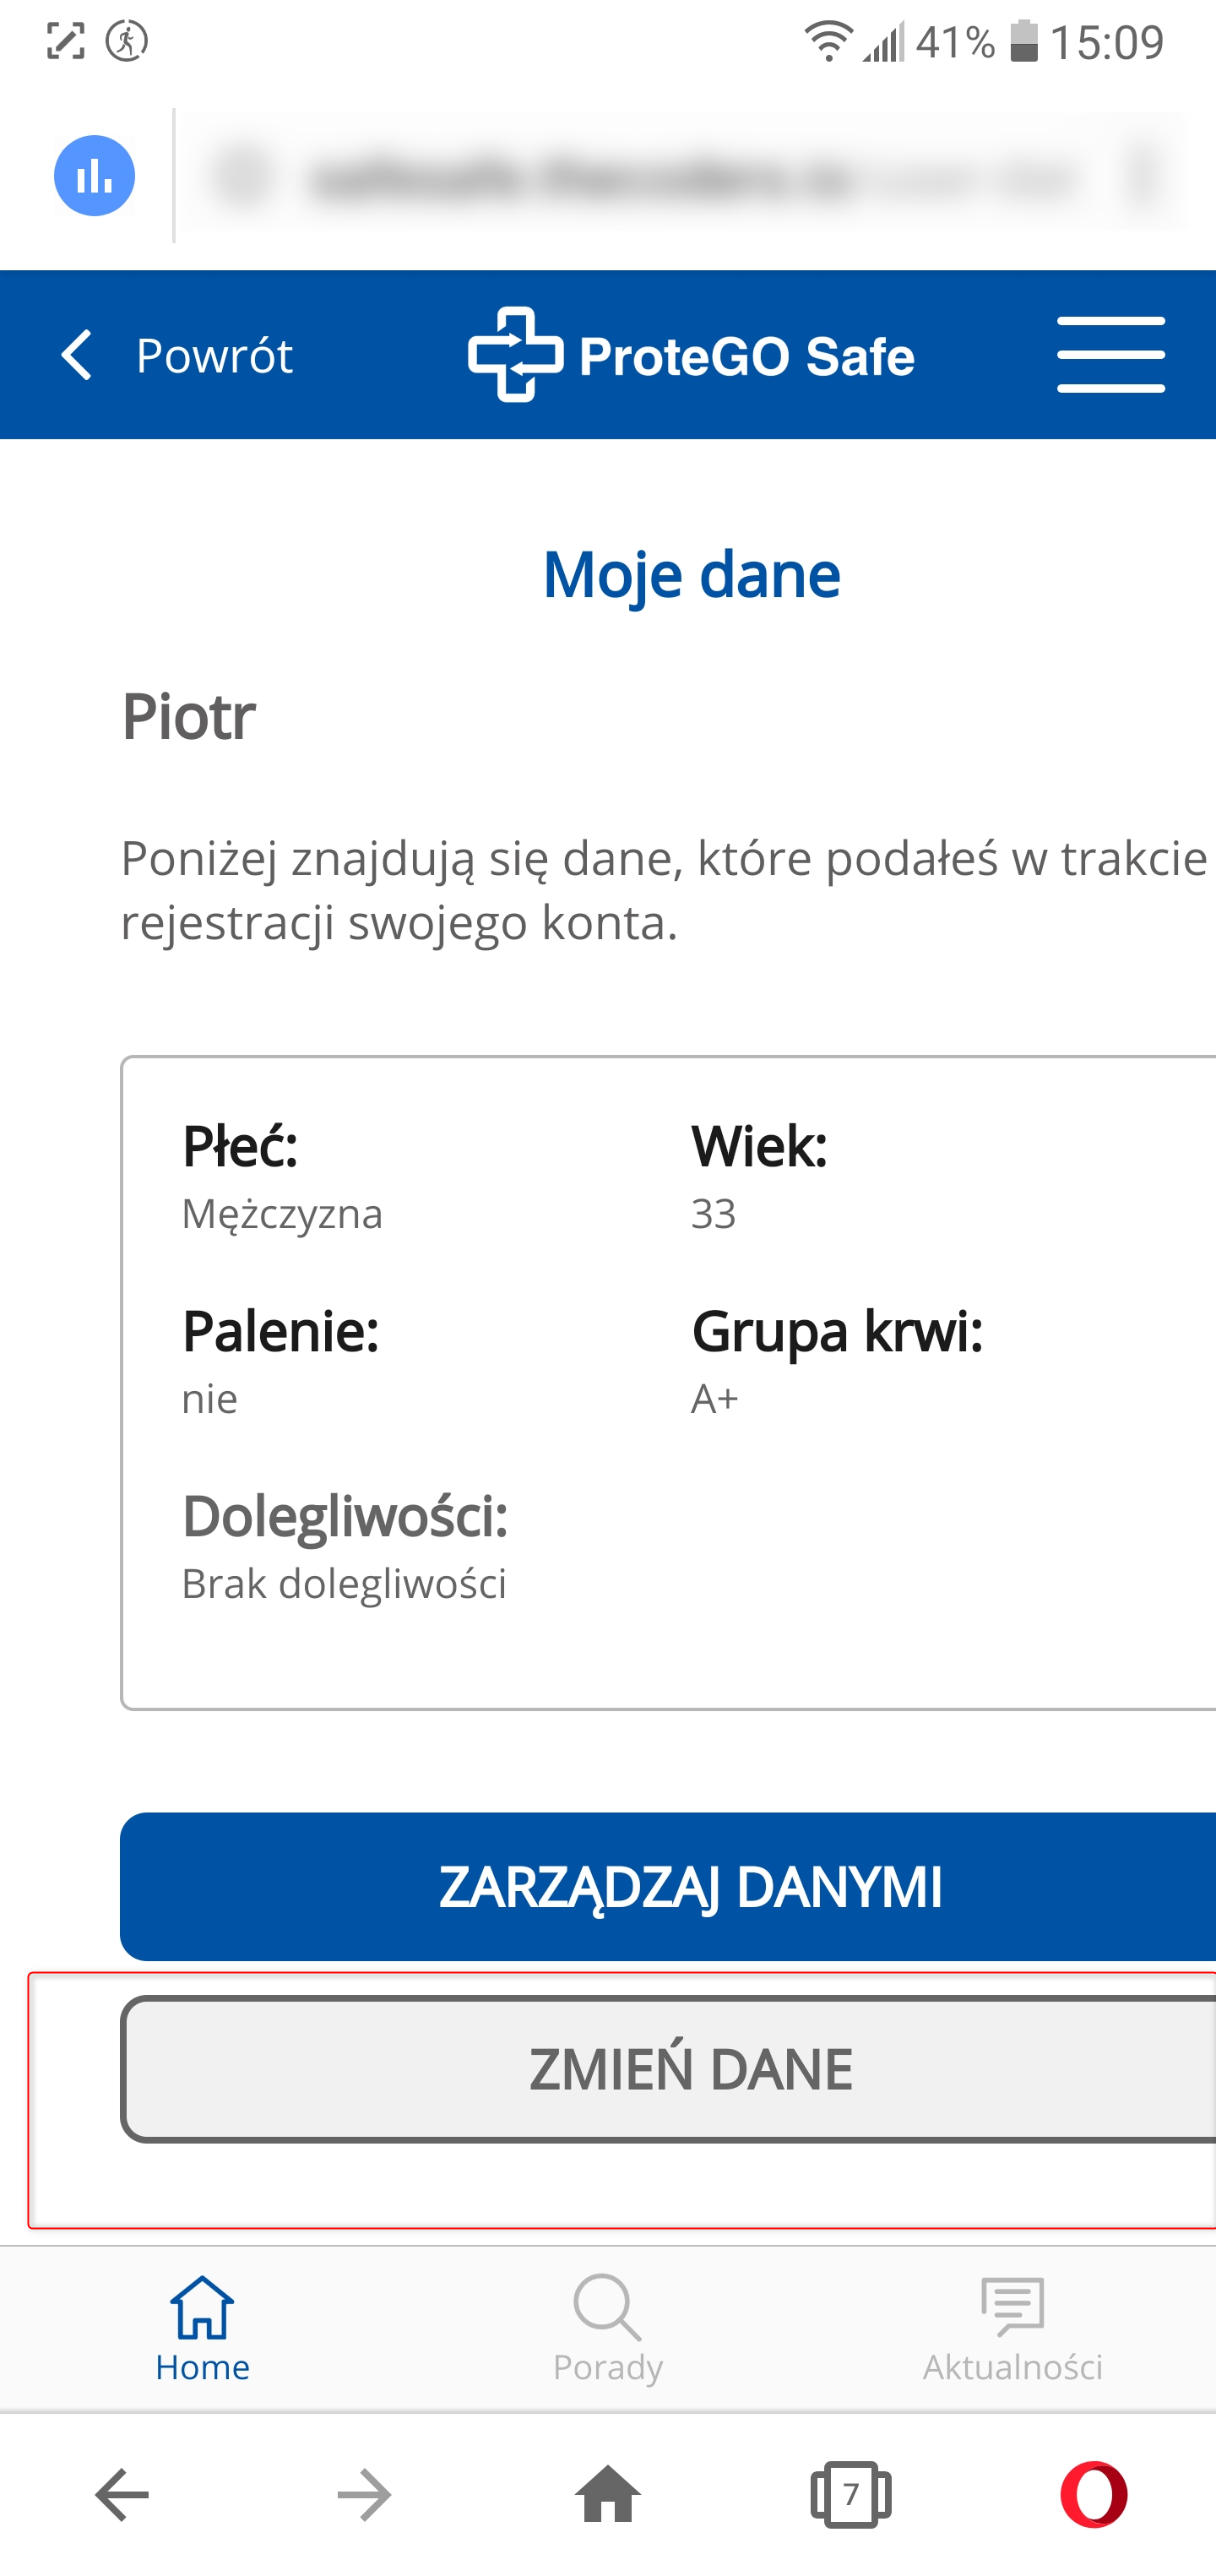 41% 15:09
Powrót ProteGO Safe
Moje dane
Piotr
Poniżej znajdują się dane, które podałeś w trakcie
rejestracji swojego konta.
Płeć: Wiek:
Mężczyzna 33
Palenie: Grupa krwi:
nie A+
Dolegliwości:
Brak dolegliwości
ZARZĄDZAJ DANYMI
ZMIEŃ DANE
Home Porady Aktualności
7